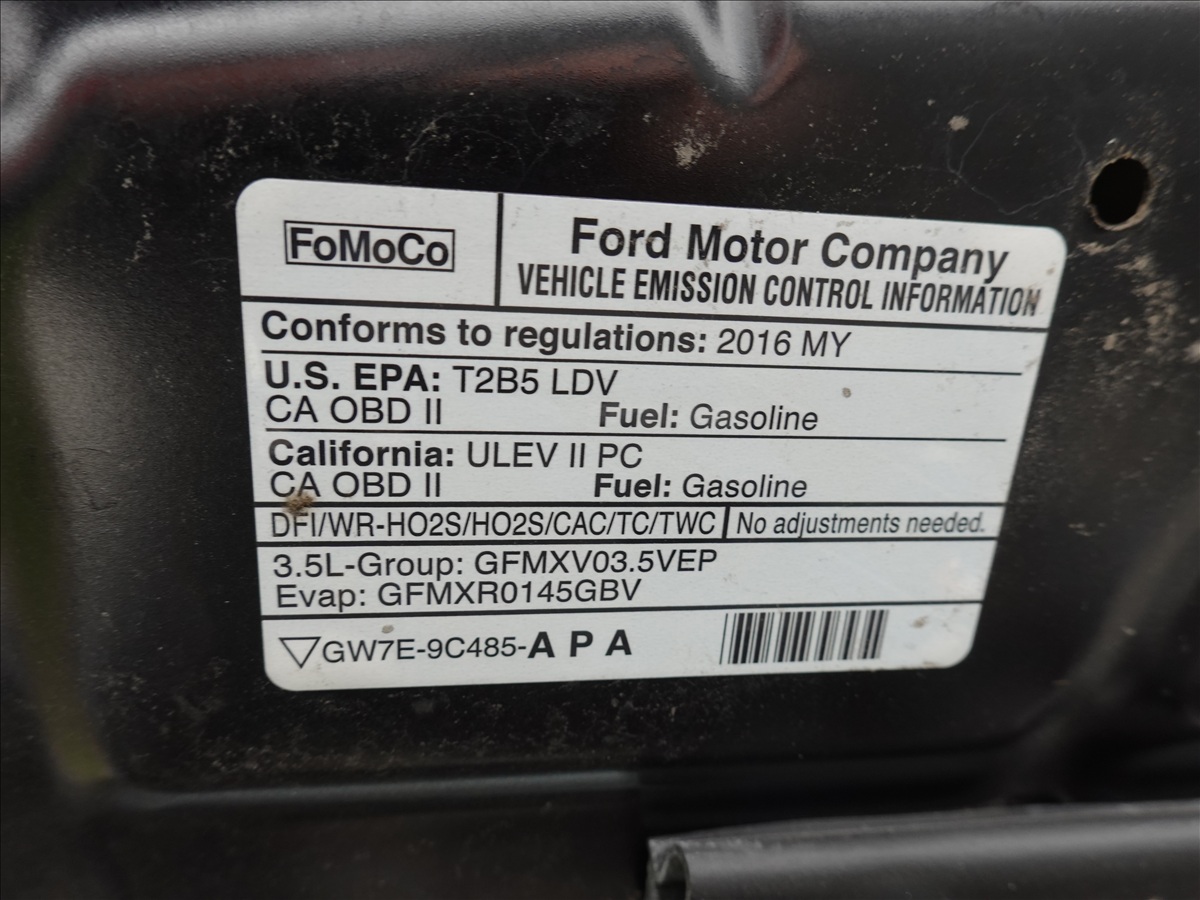 FoMoCo
Ford Motor Company
VEHICLE EMISSION CONTROL INFORMATION
Conforms to regulations: 2016 MY
U.S. EPA: T2B5 LDV
CA OBD II Fuel: Gasoline
California: ULEV II PC
CA OBD II Fuel: Gasoline
DFI/WR-HO2S/HO2S/CAC/TC/TWC No adjustments needed.
3.5L-Group: GFMXV03.5VEP
Evap: GFMXR0145GBV
▽GW7E-9C485-A P A